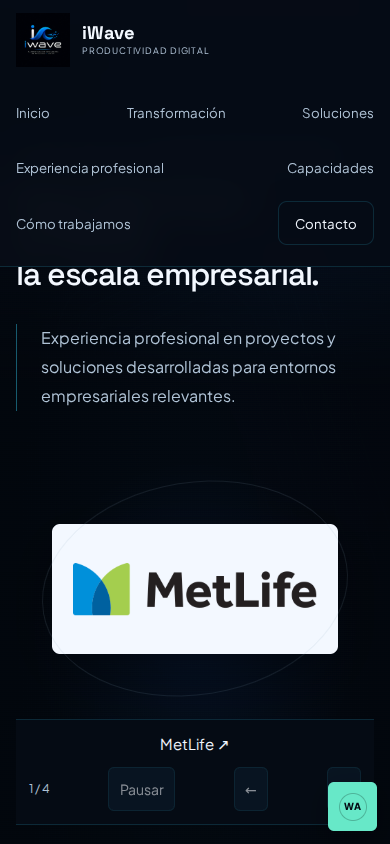 iWave
iWave
PRODUCTIVIDAD DIGITAL
Inicio
Transformación
Soluciones
Experiencia profesional
Capacidades
Cómo trabajamos
Contacto
la escala empresarial.
Experiencia profesional en proyectos y
soluciones desarrolladas para entornos
empresariales relevantes.
MetLife
MetLife ↗
1 / 4
Pausar
←
WA